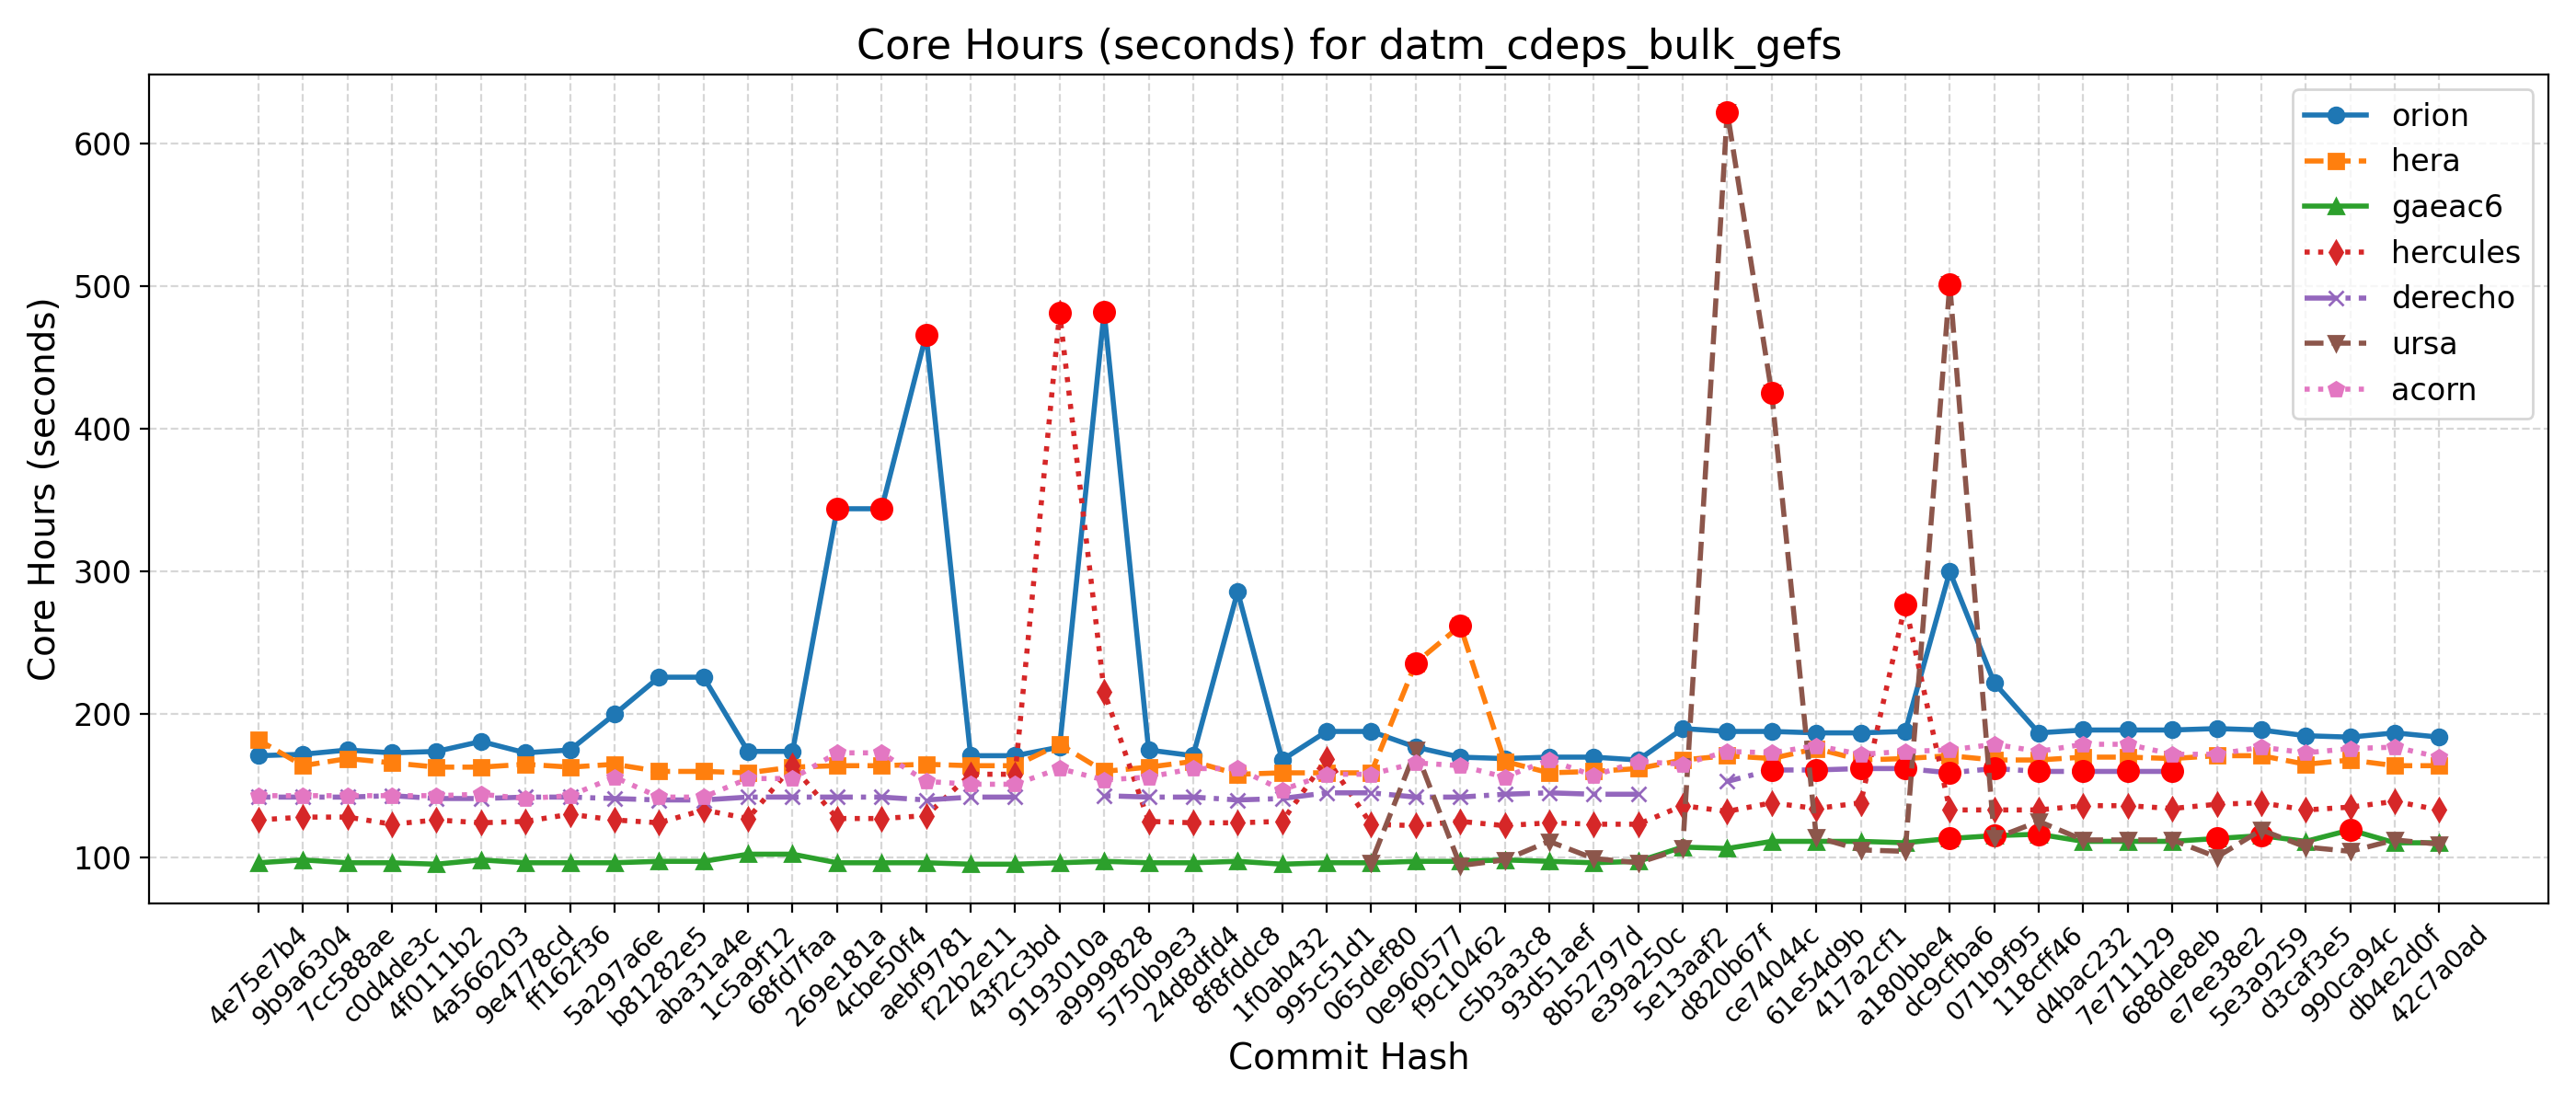 Core Hours (seconds) for datm_cdeps_bulk_gefs
Core Hours (seconds)
600
500
400
300
200
100
orion
hera
gaeac6
hercules
derecho
ursa
acorn
4e75e7b4
9b9a6304
7cc588ae
c0d4de3c
4f0111b2
4a566203
9e4778cd
ff162f36
5a297a6e
b81282e5
aba31a4e
1c5a9f12
68fd7faa
269e181a
4cbe50f4
aebf9781
f22b2e11
43f2c3bd
9193010a
a9999828
5750b9e3
24d8dfd4
8f8fddc8
1f0ab432
995c51d1
065def80
0e960577
f9c10462
c5b3a3c8
93d51aef
8b52797d
e39a250c
5e13aaf2
d820b67f
ce74044c
61e54d9b
417a2cf1
a180bbe4
dc9cfba6
071b9f95
118cff46
d4bac232
7e711129
688de8eb
e7ee38e2
5e3a9259
d3caf3e5
990ca94c
db4e2d0f
42c7a0ad
Commit Hash